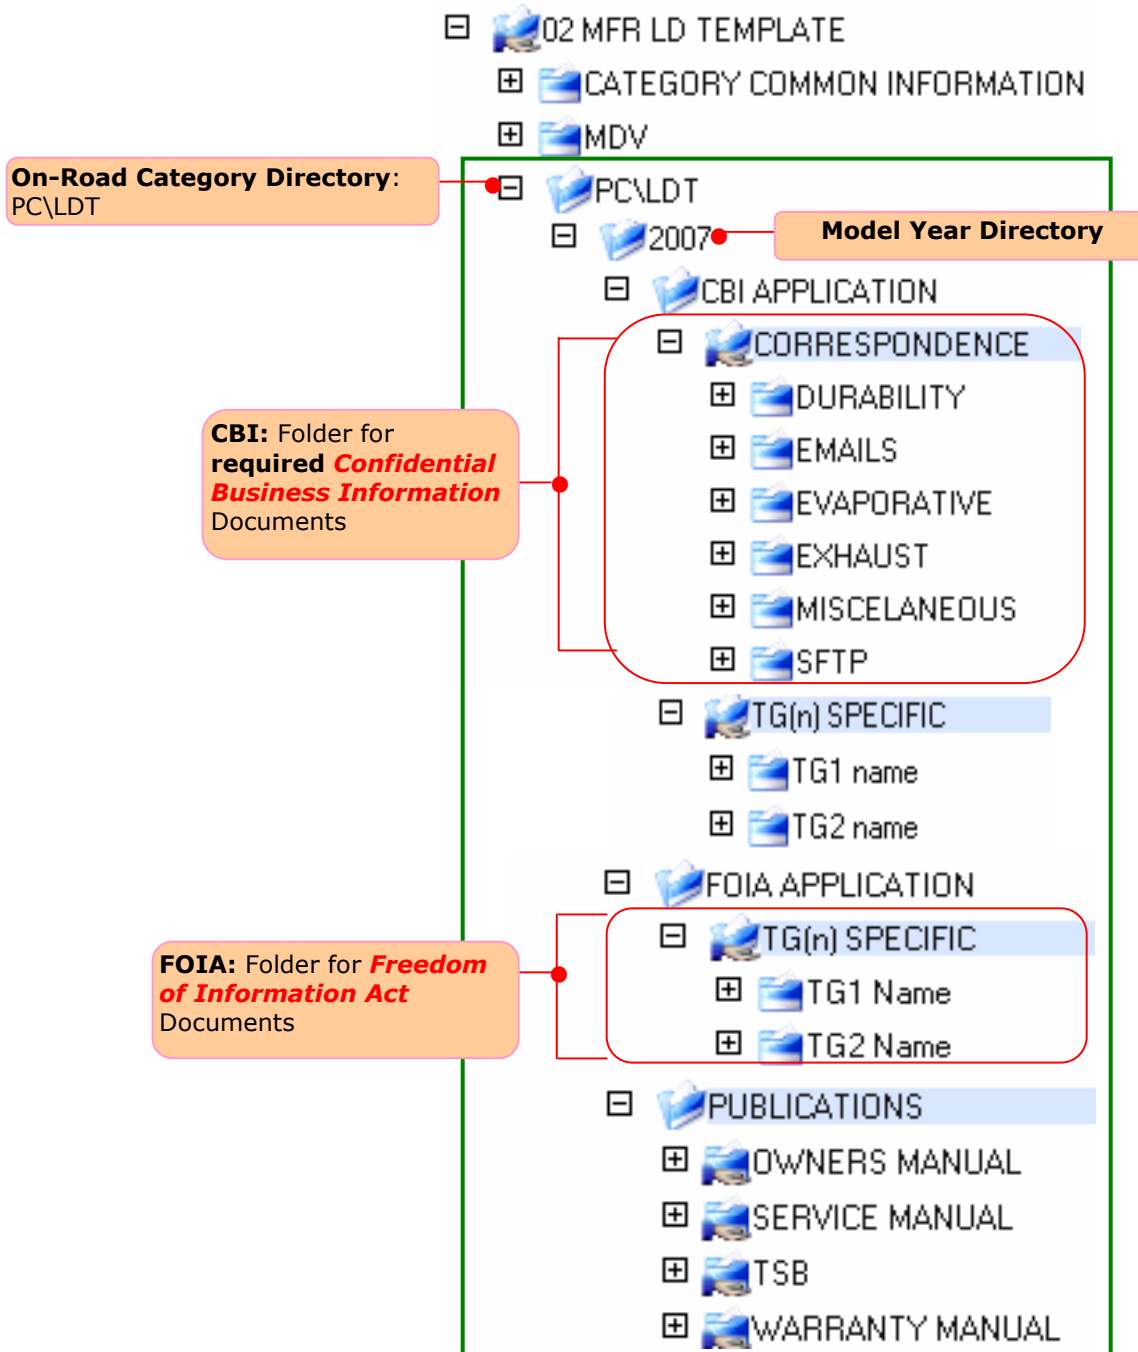 02 MFR LD TEMPLATE
CATEGORY COMMON INFORMATION
MDV
On-Road Category Directory:
PC\LDT
PC\LDT
2007
Model Year Directory
CBI APPLICATION
CORRESPONDENCE
DURABILITY
EMAILS
EVAPORATIVE
EXHAUST
MISCELANEOUS
SFTP
CBI: Folder for
required Confidential
Business Information
Documents
TG(n) SPECIFIC
TG1 name
TG2 name
FOIA APPLICATION
TG(n) SPECIFIC
TG1 Name
TG2 Name
FOIA: Folder for Freedom
of Information Act
Documents
PUBLICATIONS
OWNERS MANUAL
SERVICE MANUAL
TSB
WARRANTY MANUAL